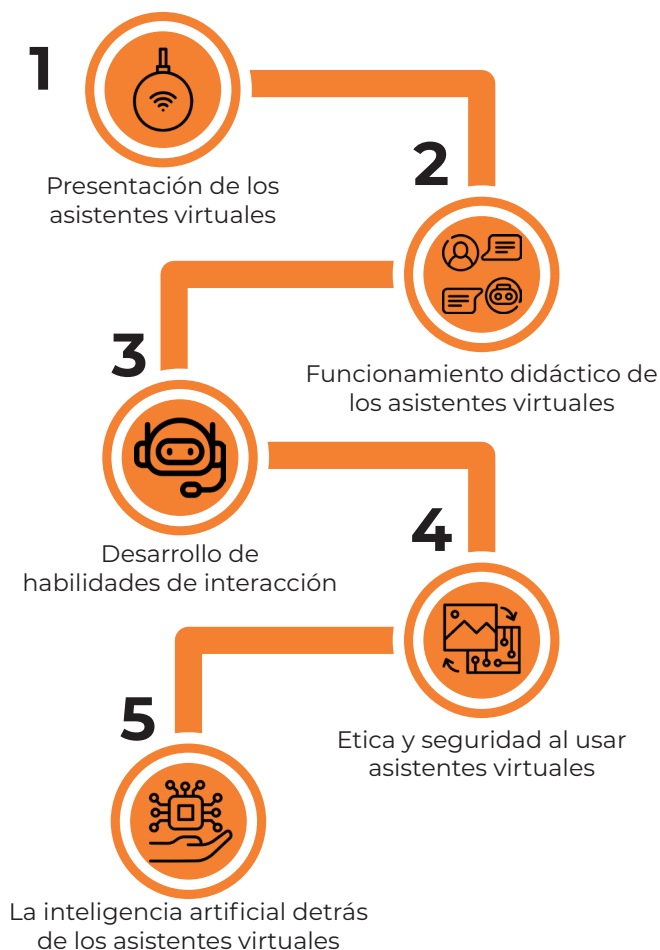 1
Presentación de los
asistentes virtuales
2
Funcionamiento didáctico de
los asistentes virtuales
3
Desarrollo de
habilidades de interacción
4
Etica y seguridad al usar
asistentes virtuales
5
La inteligencia artificial detrás
de los asistentes virtuales